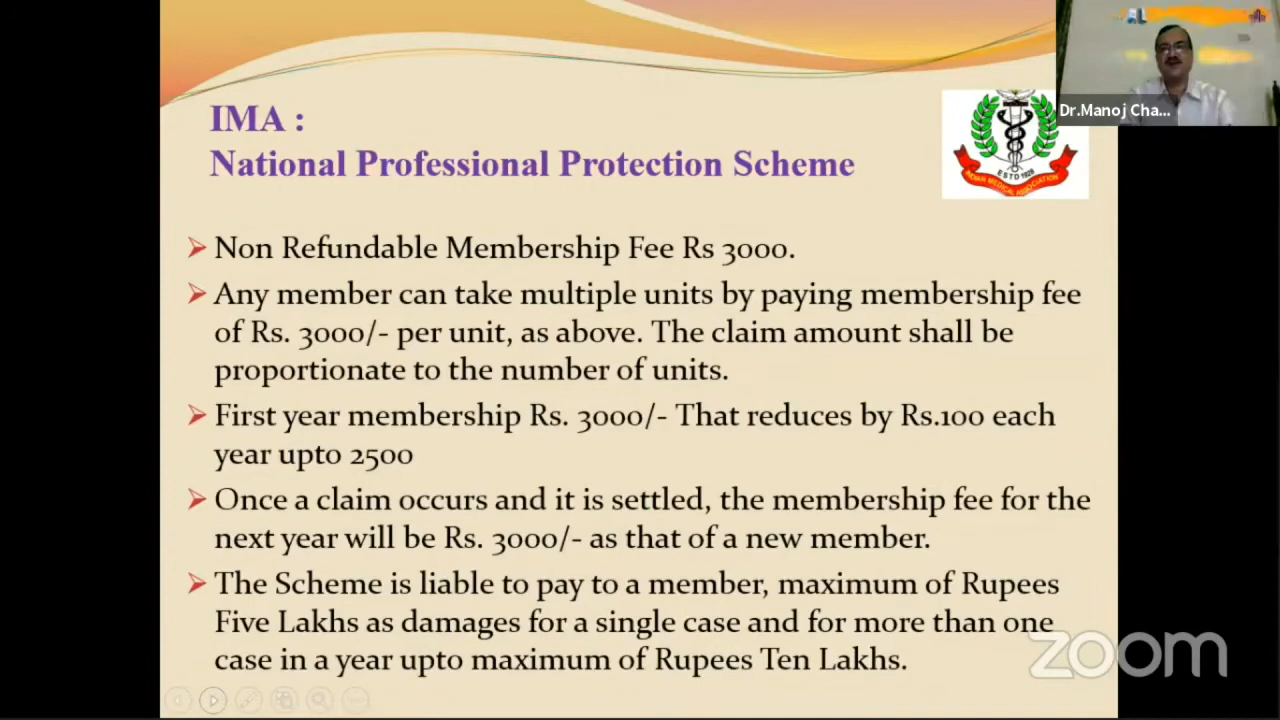 IMA :
National Professional Protection Scheme
ESTD 1928
INDIAN MEDICAL ASSOCIATION
Dr.Manoj Cha...
Non Refundable Membership Fee Rs 3000.
Any member can take multiple units by paying membership fee
of Rs. 3000/- per unit, as above. The claim amount shall be
proportionate to the number of units.
First year membership Rs. 3000/- That reduces by Rs.100 each
year upto 2500
Once a claim occurs and it is settled, the membership fee for the
next year will be Rs. 3000/- as that of a new member.
The Scheme is liable to pay to a member, maximum of Rupees
Five Lakhs as damages for a single case and for more than one
case in a year upto maximum of Rupees Ten Lakhs.
zoom